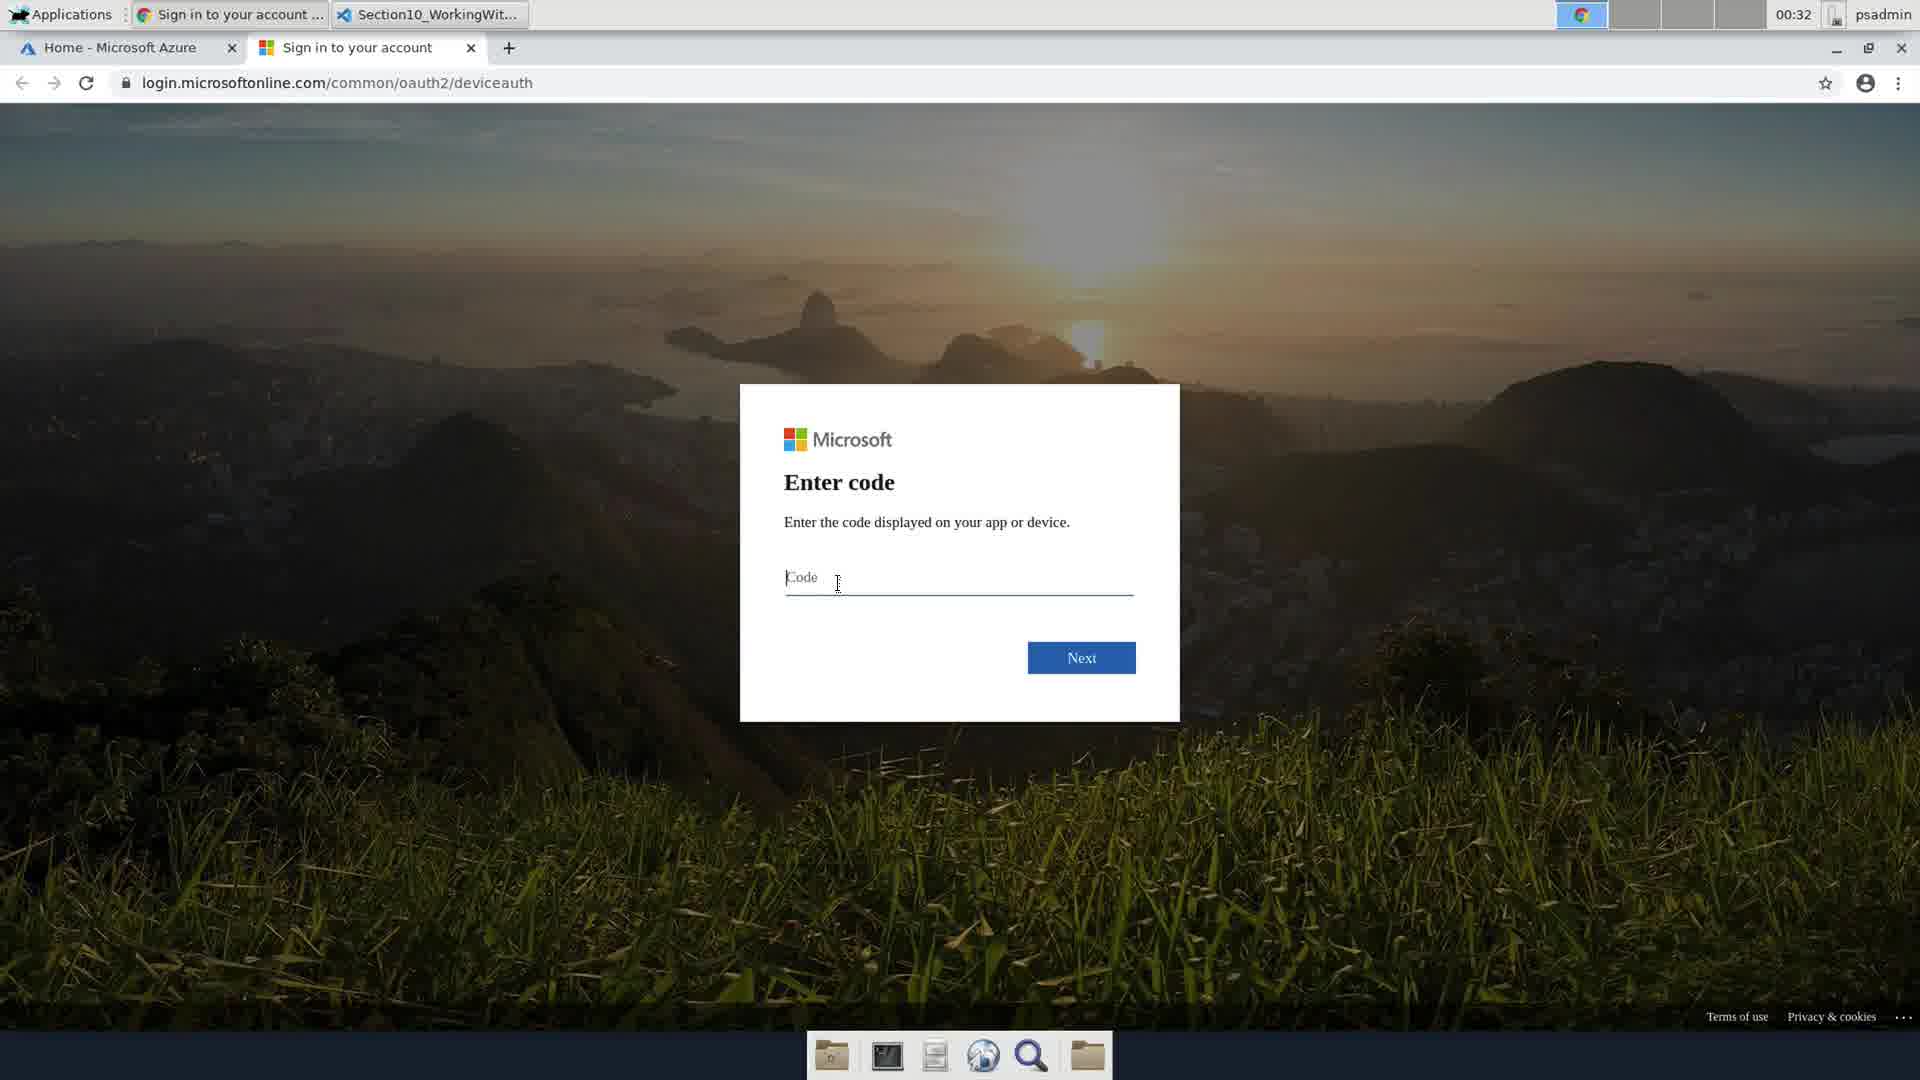 Applications
Sign in to your account ...
Section10_WorkingWit...
00:32
psadmin
Home - Microsoft Azure
Sign in to your account
login.microsoftonline.com/common/oauth2/deviceauth
Microsoft
Enter code
Enter the code displayed on your app or device.
Code
Next
Terms of use
Privacy & cookies
...